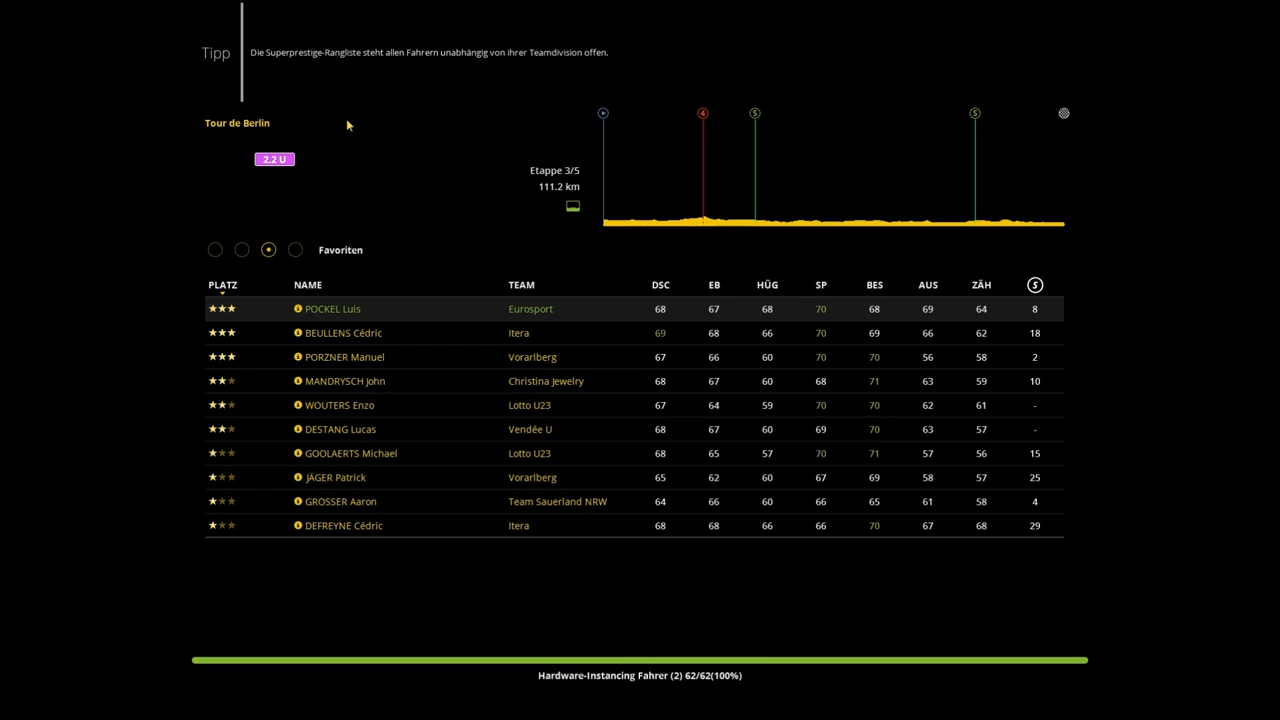 Tipp
Die Superprestige-Rangliste steht allen Fahrern unabhängig von ihrer Teamdivision offen.
Tour de Berlin
4 S S
2.2 U
Etappe 3/5
111.2 km
Favoriten
PLATZ NAME TEAM DSC EB HÜG SP BES AUS ZÄH S
POCKEL Luis Eurosport 68 67 68 70 68 69 64 8
BEULLENS Cédric Itera 69 68 66 70 69 66 62 18
PORZNER Manuel Vorarlberg 67 66 60 70 70 56 58 2
MANDRYSCH John Christina Jewelry 68 67 60 68 71 63 59 10
WOUTERS Enzo Lotto U23 67 64 59 70 70 62 61 -
DESTANG Lucas Vendée U 68 67 60 69 70 63 57 -
GOOLAERTS Michael Lotto U23 68 65 57 70 71 57 56 15
JÄGER Patrick Vorarlberg 65 62 60 67 69 58 57 25
GROSSER Aaron Team Sauerland NRW 64 66 60 66 65 61 58 4
DEFREYNE Cédric Itera 68 68 66 66 70 67 68 29
Hardware-Instancing Fahrer (2) 62/62(100%)